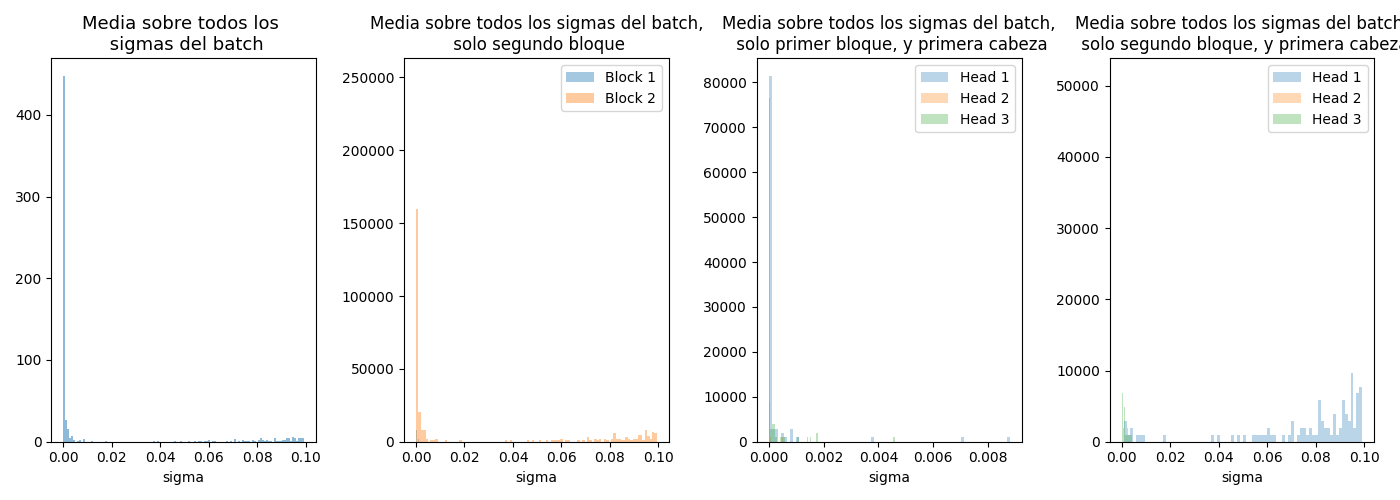 Media sobre todos los
sigmas del batch
400
300
200
100
0
0.00 0.02 0.04 0.06 0.08 0.10
sigma
Media sobre todos los sigmas del batch,
solo segundo bloque
Block 1
Block 2
250000
200000
150000
100000
50000
0
0.00 0.02 0.04 0.06 0.08 0.10
sigma
Media sobre todos los sigmas del batch,
solo primer bloque, y primera cabeza
Head 1
Head 2
Head 3
80000
70000
60000
50000
40000
30000
20000
10000
0
0.000 0.002 0.004 0.006 0.008
sigma
Media sobre todos los sigmas del batch
solo segundo bloque, y primera cabeza
Head 1
Head 2
Head 3
50000
40000
30000
20000
10000
0
0.00 0.02 0.04 0.06 0.08 0.10
sigma